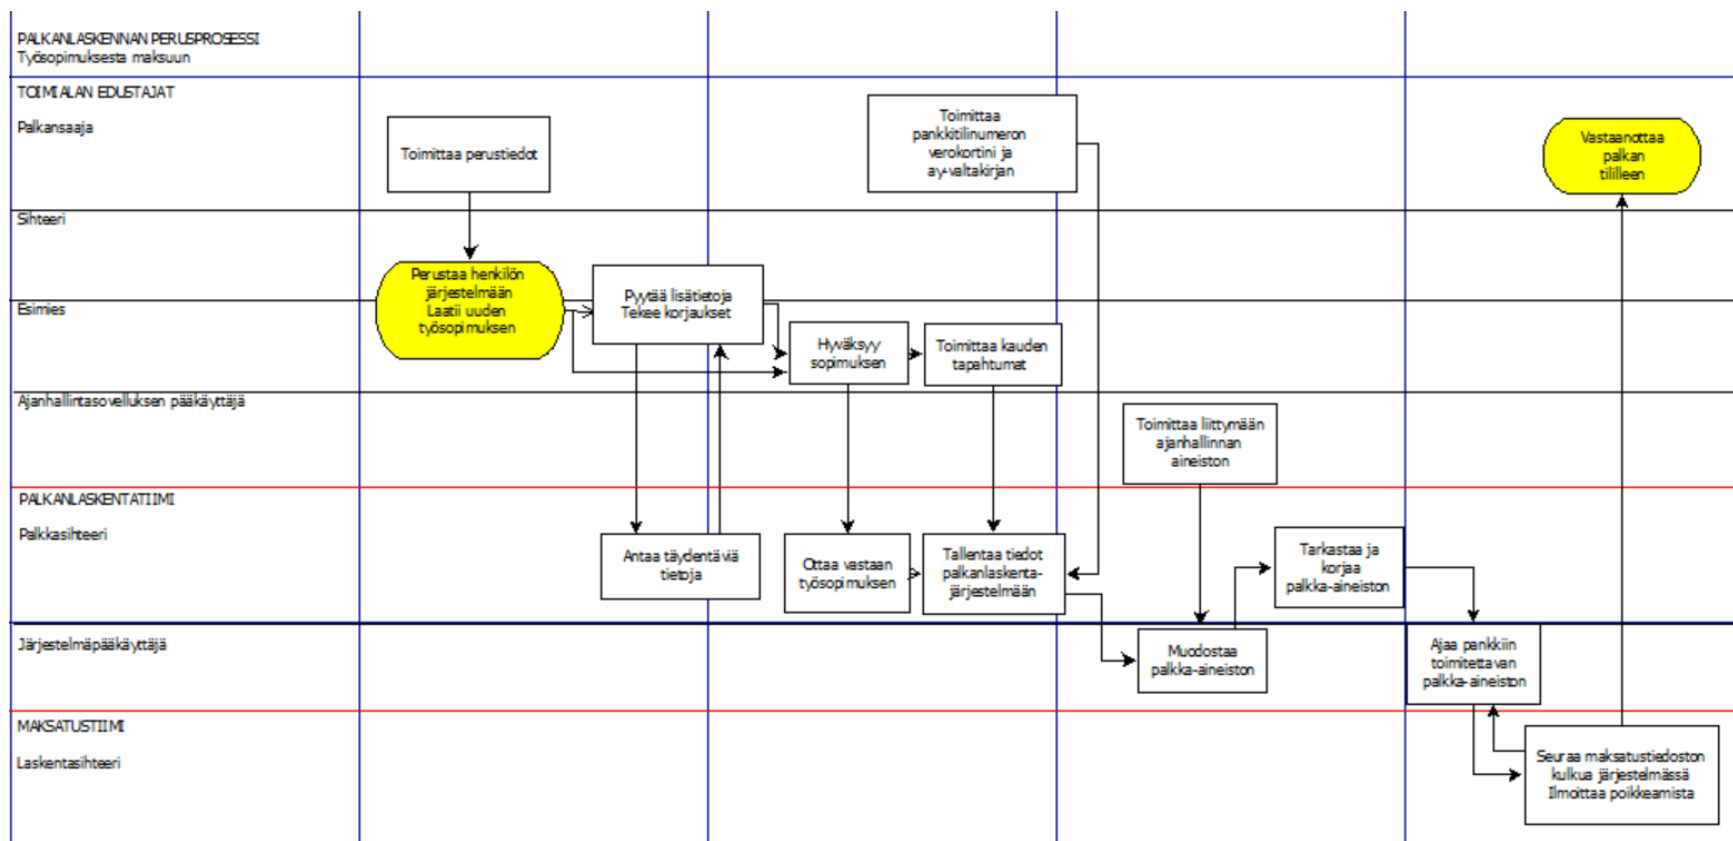 PALKANLASKENNAN PERUSPROSESSI
Työsopimuksesta maksuun
TOIMIALAN EDUSTAJAT
Palkansaaja
Toimittaa perustiedot
Toimittaa
pankkitilinumeron
verokortini ja
ay-valtakirjan
Vastaanottaa
palkan
tililleen
Sihteeri
Perustaa henkilön
järjestelmään
Laatii uuden
työsopimuksen
Pyytää lisätietoja
Tekee korjaukset
Esimies
Hyväksyy
sopimuksen
Toimittaa kauden
tapahtumat
Ajanhallintasovelluksen pääkäyttäjä
Toimittaa liittymään
ajanhallinnan
aineiston
PALKANLASKENTATIIMI
Palkkasihteeri
Antaa täydentäviä
tietoja
Ottaa vastaan
työsopimuksen
Tallentaa tiedot
palkanlaskenta-
järjestelmään
Tarkastaa ja
korjaa
palkka-aineiston
Järjestelmäpääkäyttäjä
Muodostaa
palkka-aineiston
Ajaa pankkiin
toimitettavan
palkka-aineiston
MAKSATUSTIIMI
Laskentasihteeri
Seuraa maksatustiedoston
kulkua järjestelmässä
Ilmoittaa poikkeamista